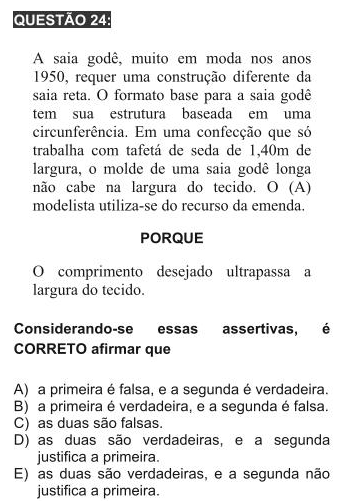 QUESTÃO 24:
A saia godê, muito em moda nos anos
1950, requer uma construção diferente da
saia reta. O formato base para a saia godê
tem sua estrutura baseada em uma
circunferência. Em uma confecção que só
trabalha com tafetá de seda de 1,40m de
largura, o molde de uma saia godê longa
não cabe na largura do tecido. O (A)
modelista utiliza-se do recurso da emenda.
PORQUE
O comprimento desejado ultrapassa a
largura do tecido.
Considerando-se essas assertivas, é
CORRETO afirmar que
A) a primeira é falsa, e a segunda é verdadeira.
B) a primeira é verdadeira, e a segunda é falsa.
C) as duas são falsas.
D) as duas são verdadeiras, e a segunda
justifica a primeira.
E) as duas são verdadeiras, e a segunda não
justifica a primeira.